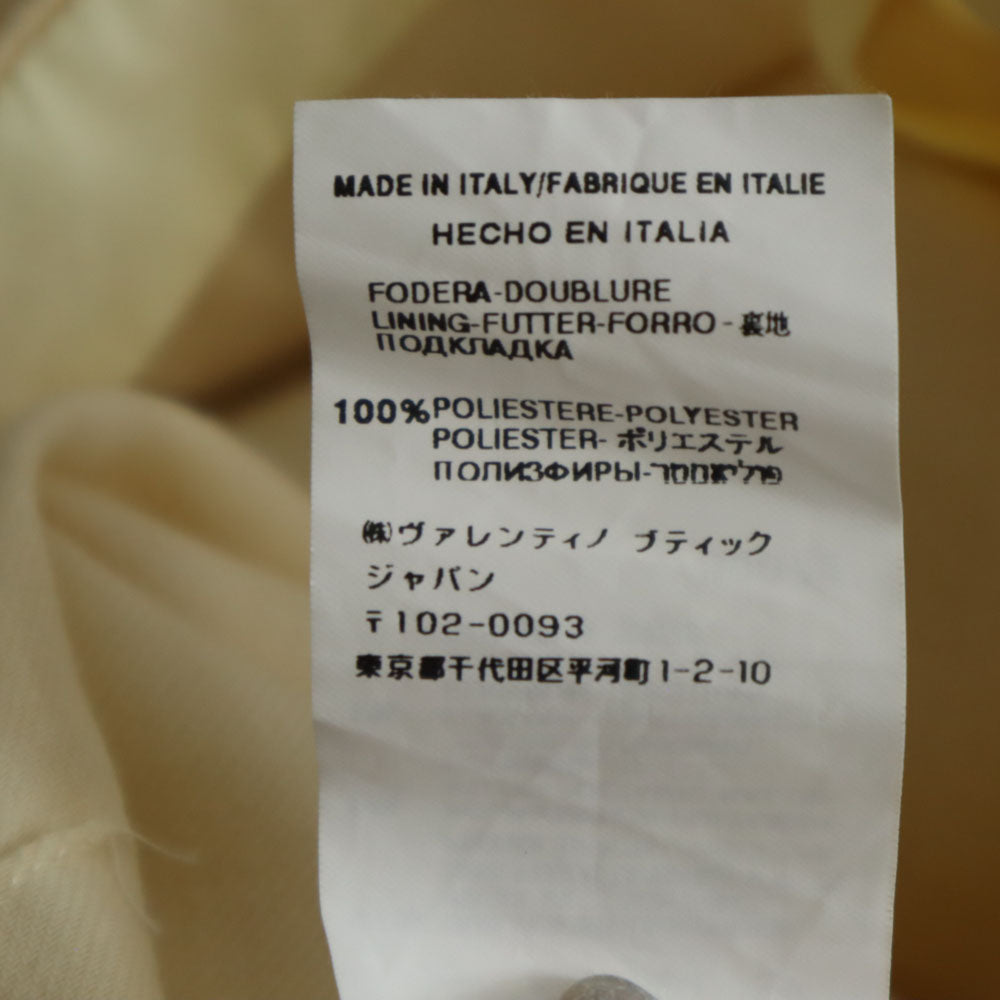 MADE IN ITALY/FABRIQUE EN ITALIE
HECHO EN ITALIA
FODERA-DOUBLURE
LINING-FUTTER-FORRO-裏地
ПОДКЛАДКА
100% POLIESTERE-POLYESTER
POLIESTER-ポリエステル
ПОЛИЗФИРЫ-פוליאסטר
㈱ヴァレンティノ ブティック
ジャパン
〒102-0093
東京都千代田区平河町1-2-10